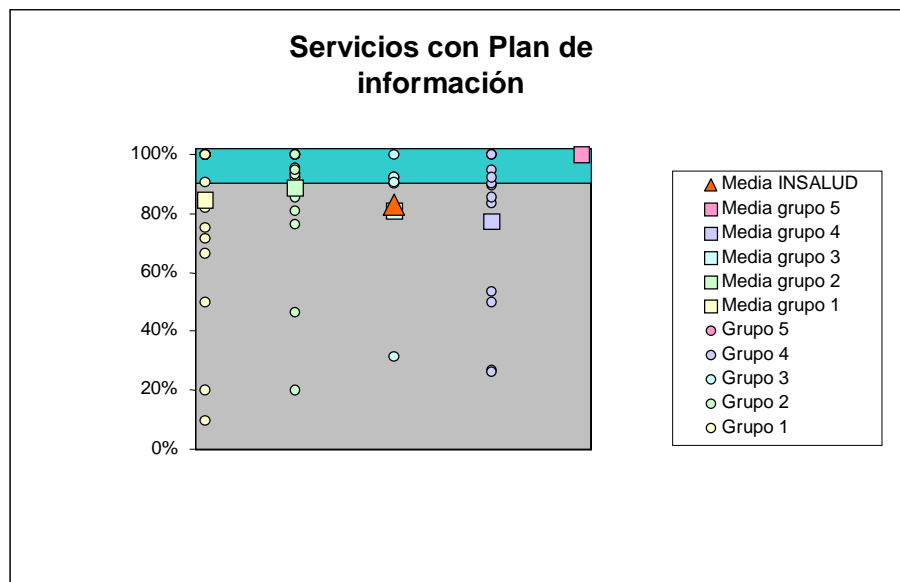 Servicios con Plan de
información
100%
80%
60%
40%
20%
0%
Media INSALUD
Media grupo 5
Media grupo 4
Media grupo 3
Media grupo 2
Media grupo 1
Grupo 5
Grupo 4
Grupo 3
Grupo 2
Grupo 1